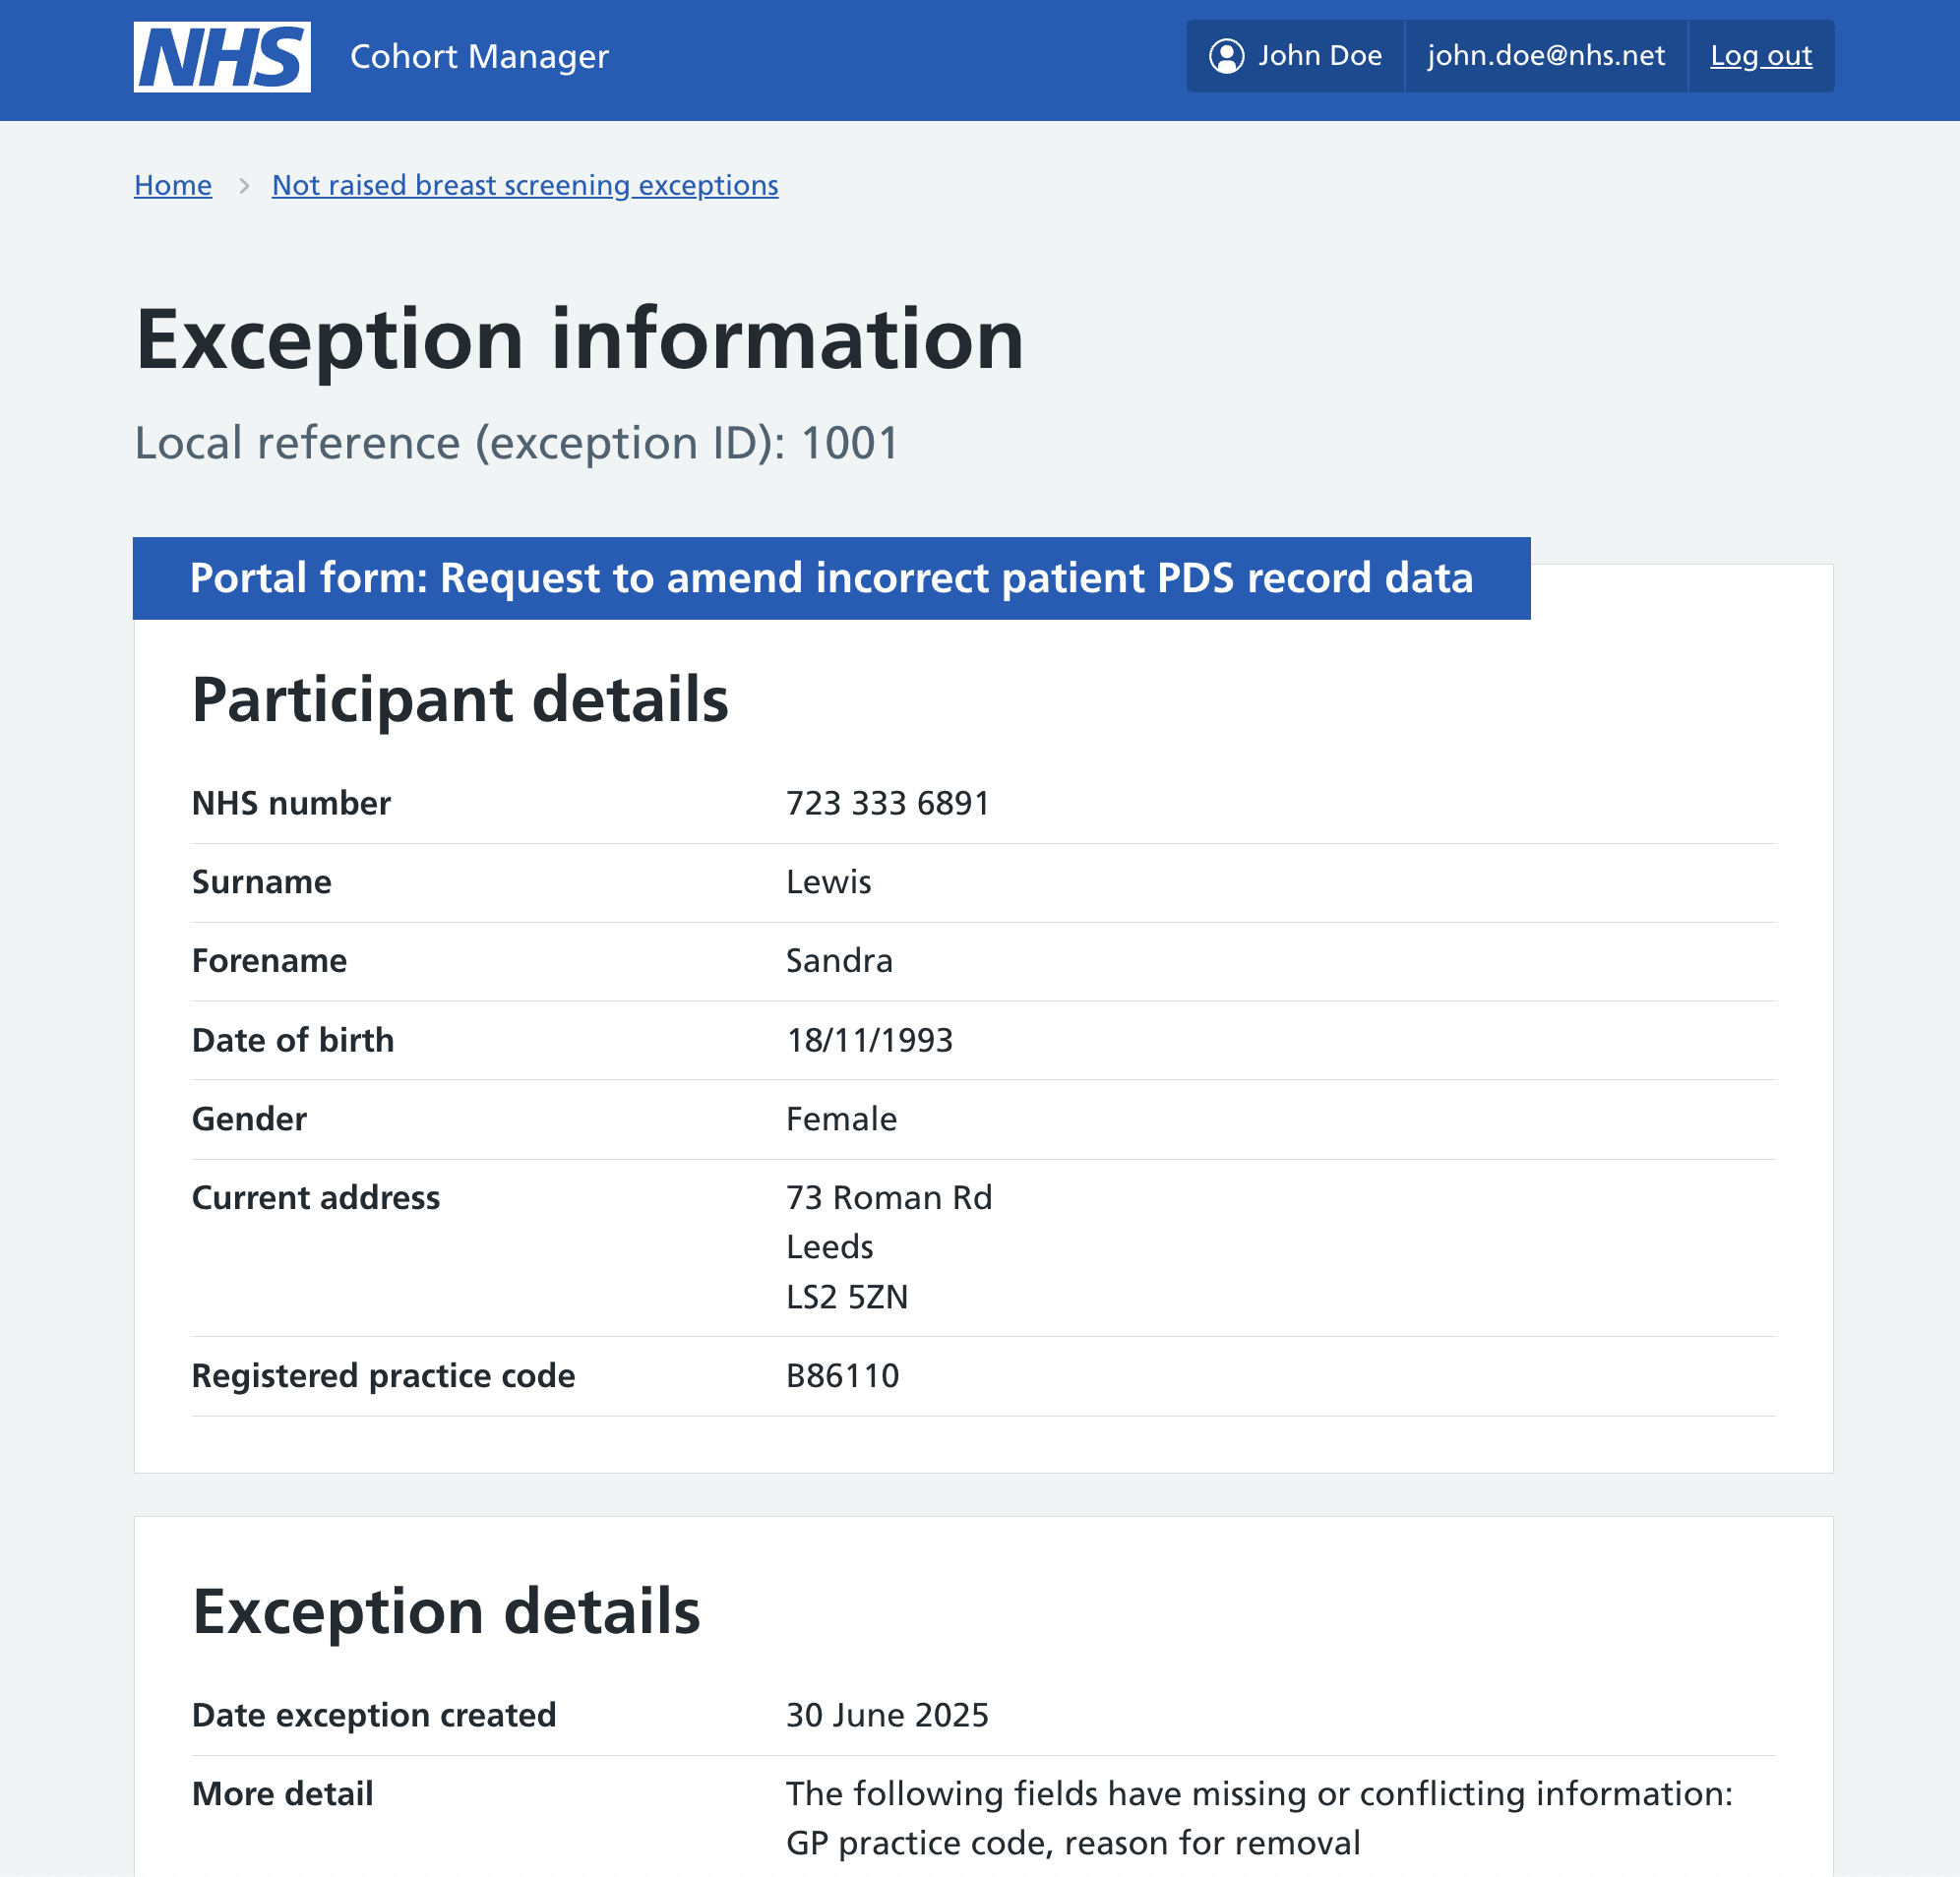 NHS Cohort Manager John Doe john.doe@nhs.net Log out
Home Not raised breast screening exceptions
Exception information
Local reference (exception ID): 1001
Portal form: Request to amend incorrect patient PDS record data
Participant details
NHS number 723 333 6891
Surname Lewis
Forename Sandra
Date of birth 18/11/1993
Gender Female
Current address 73 Roman Rd
Leeds
LS2 5ZN
Registered practice code B86110
Exception details
Date exception created 30 June 2025
More detail The following fields have missing or conflicting information:
GP practice code, reason for removal